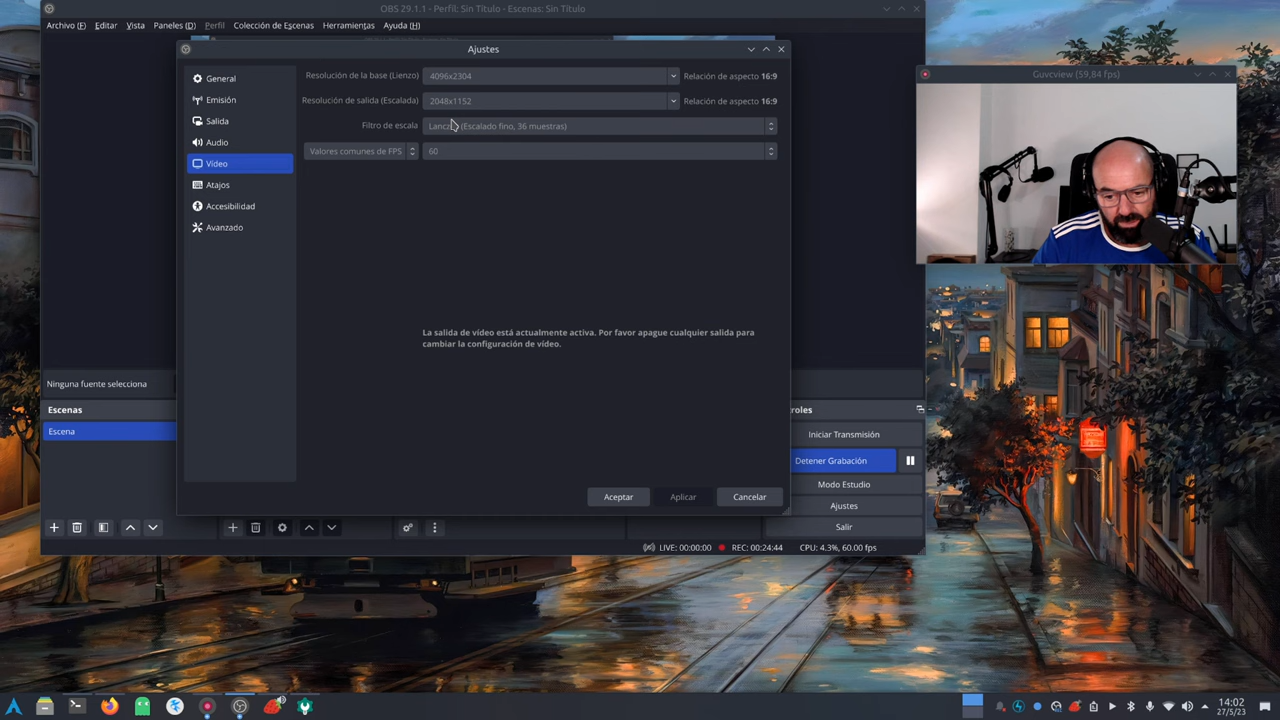 OBS 29.1.1 - Perfil: Sin Título - Escenas: Sin Título
Archivo (F) Editar Vista Paneles (D) Perfil Colección de Escenas Herramientas Ayuda (H)
Ajustes
General
Emisión
Salida
Audio
Vídeo
Atajos
Accesibilidad
Avanzado
Resolución de la base (Lienzo) 4096x2304 Relación de aspecto 16:9
Resolución de salida (Escalada) 2048x1152 Relación de aspecto 16:9
Filtro de escala (Escalado fino, 36 muestras)
Valores comunes de FPS 60
La salida de vídeo está actualmente activa. Por favor apague cualquier salida para
cambiar la configuración de vídeo.
Aceptar Aplicar Cancelar
Guvcview (59,84 fps)
Ninguna fuente selecciona
Escenas
Escena
roles
Iniciar Transmisión
Detener Grabación
Modo Estudio
Ajustes
Salir
LIVE: 00:00:00 REC: 00:24:44 CPU: 4.3%, 60.00 fps
14:02
27/5/23